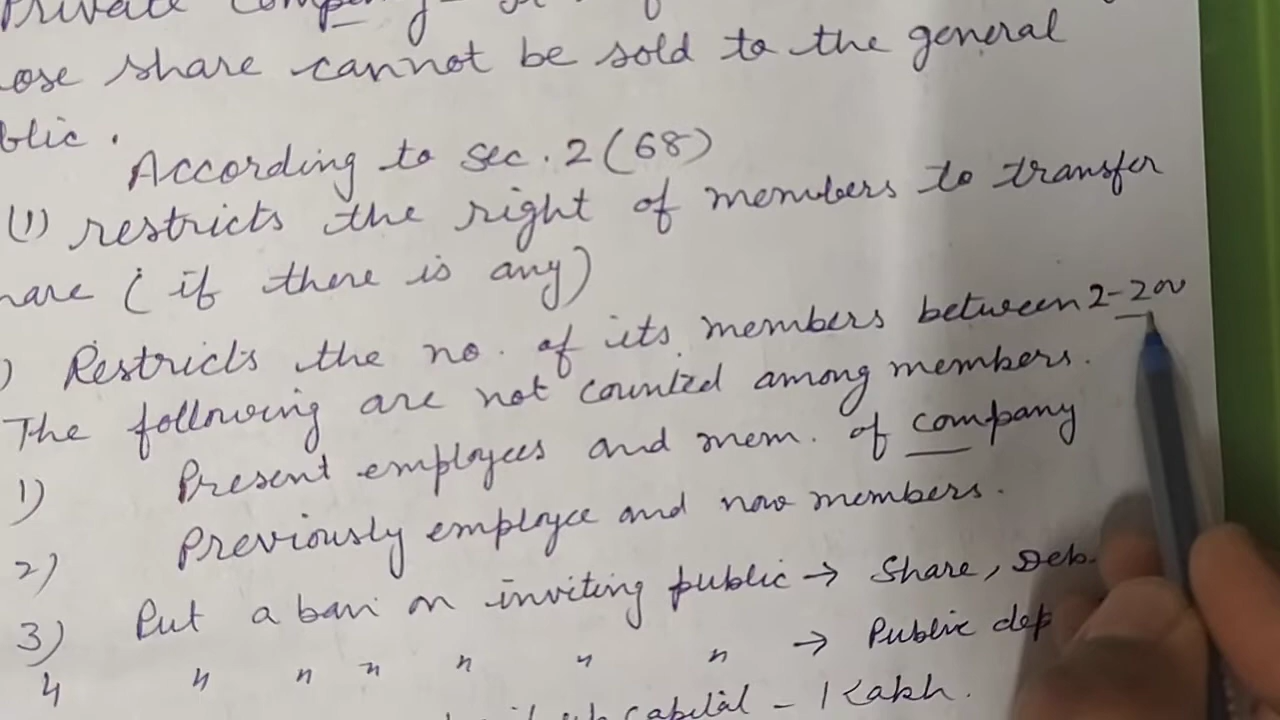 Private Company
ose share cannot be sold to the general
blic.
According to sec. 2(68)
(1) restricts the right of members to transfer
hare (if there is any)
) Restricts the no. of its members between 2-200
The following are not counted among members.
1) Present employees and mem. of company
2) Previously employee and now members.
3) Put a ban on inviting public → Share, Deb.
4 " " " " " " → Public dep
capital - 1 Lakh.